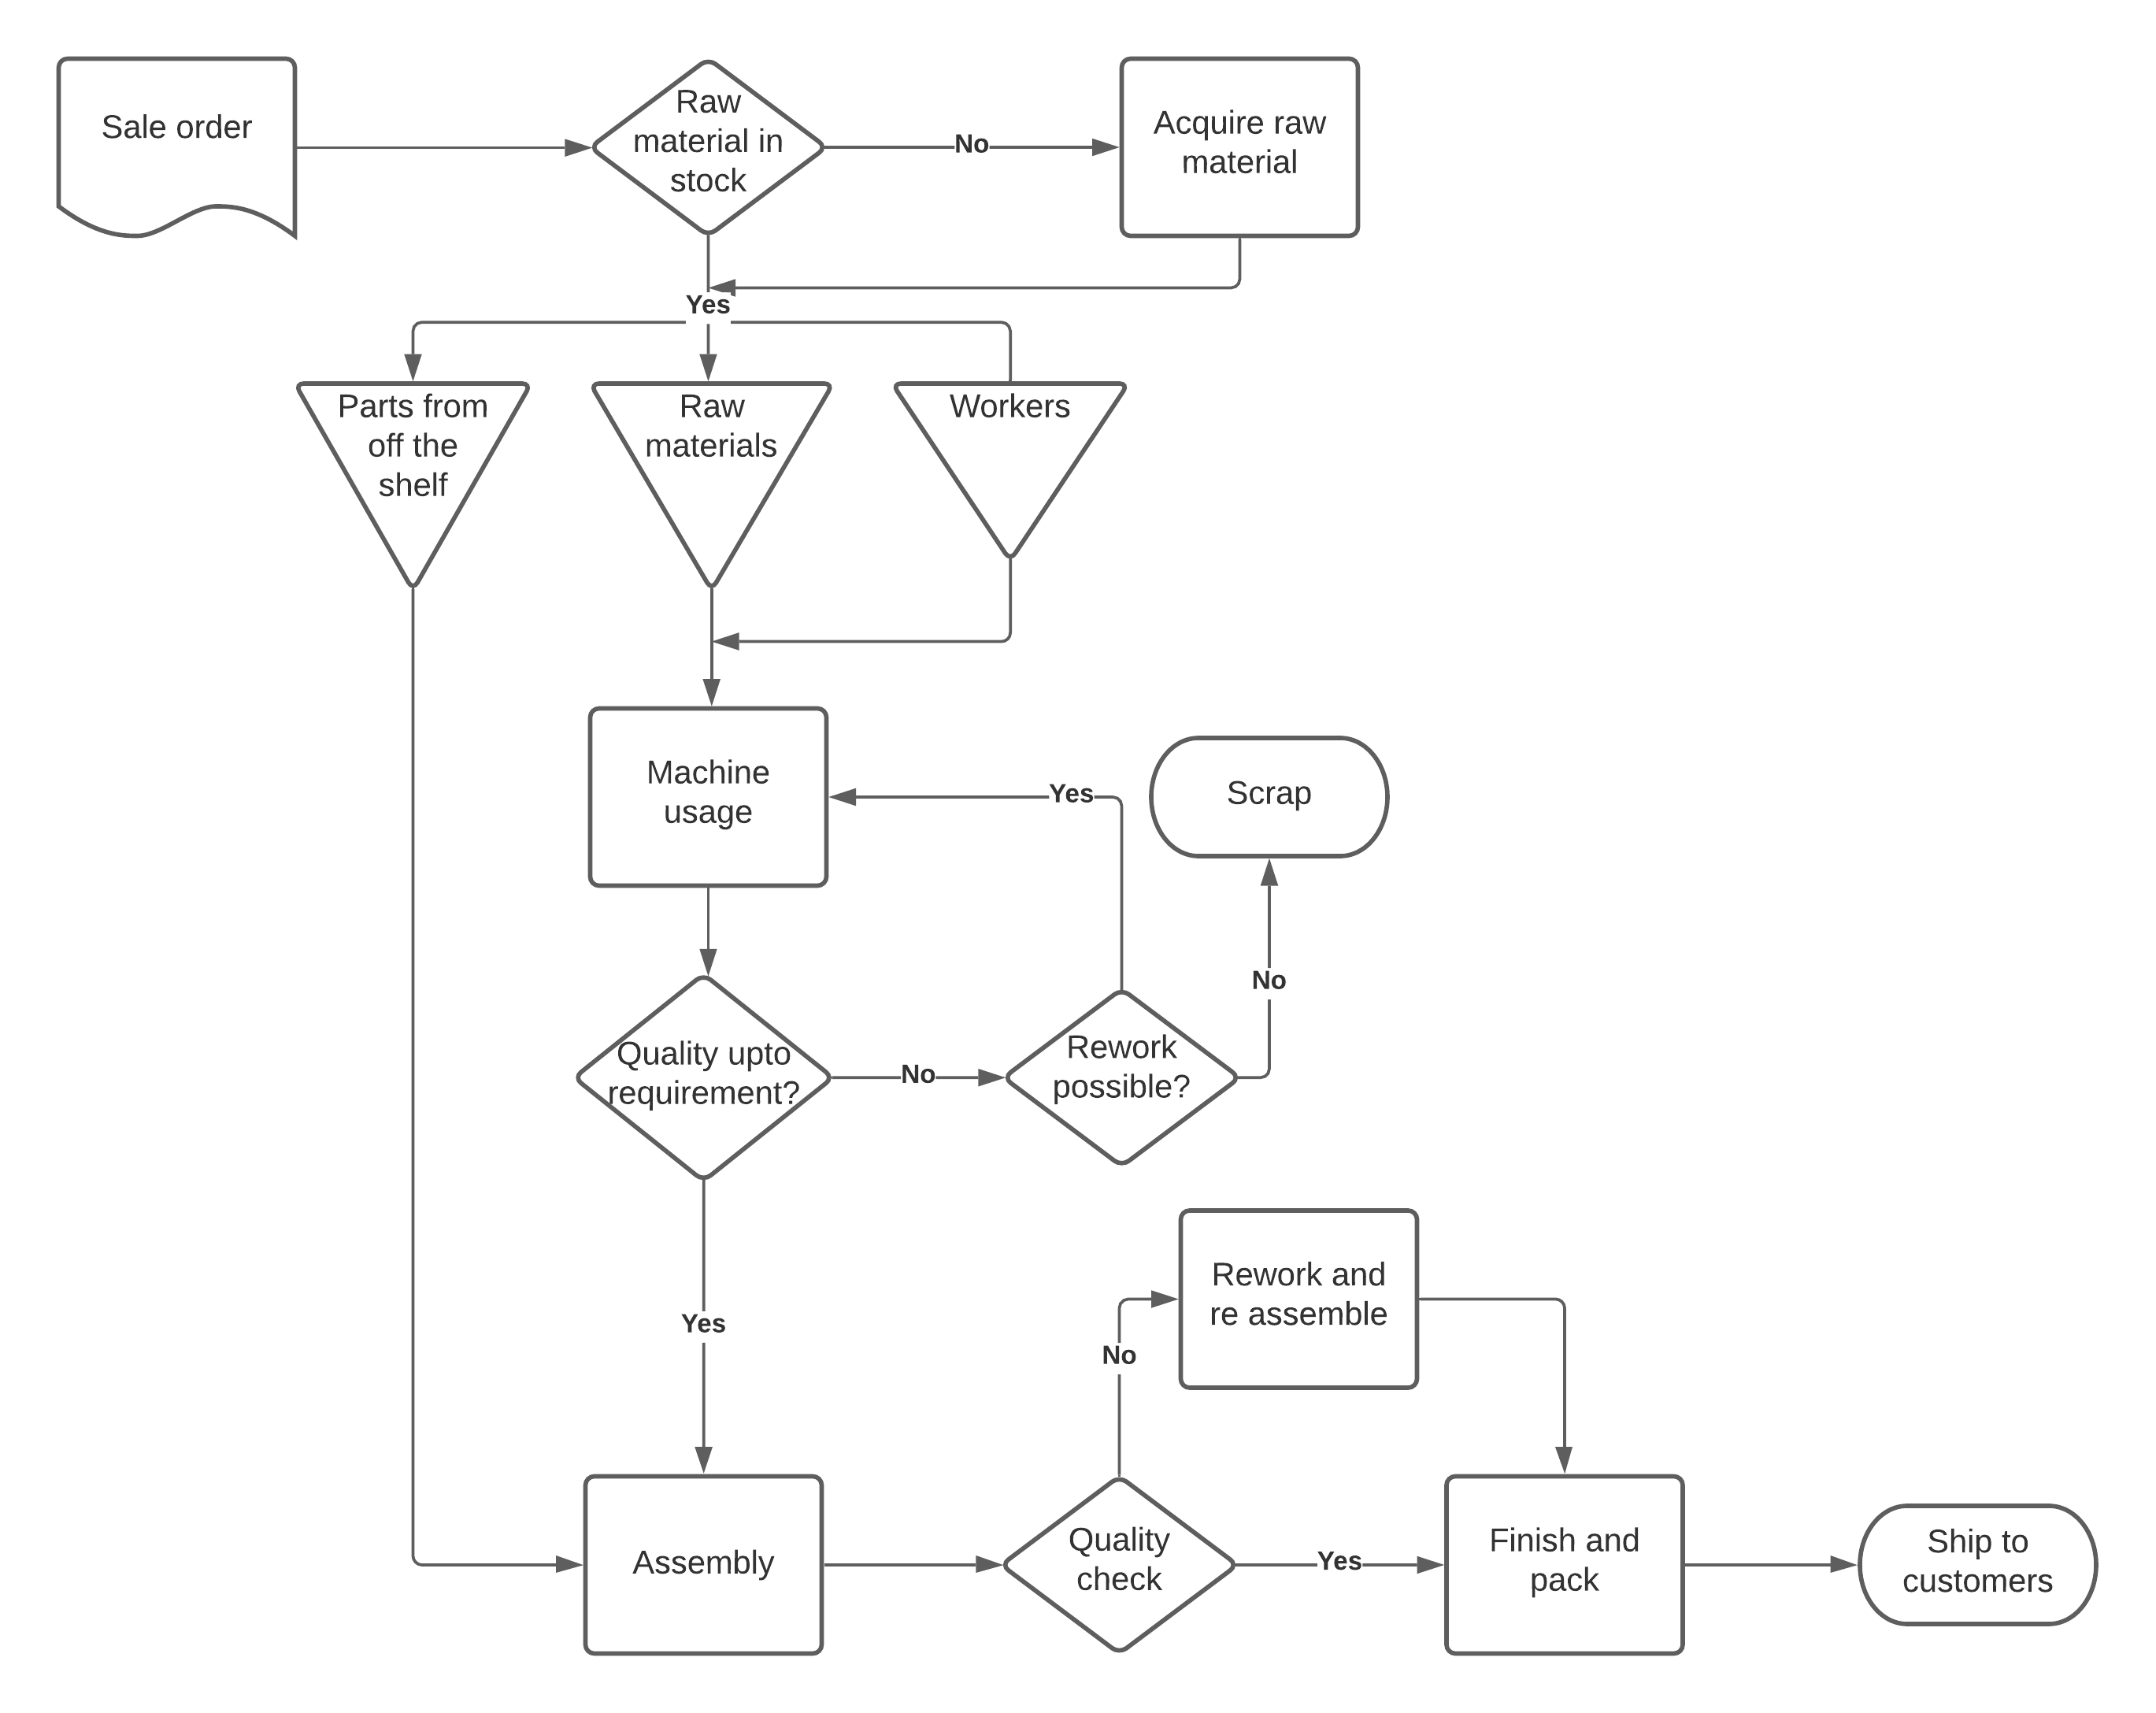 Sale order
Raw
material in
stock
No
Acquire raw
material
Yes
Parts from
off the
shelf
Raw
materials
Workers
Machine
usage
Yes
Scrap
No
Quality upto
requirement?
No
Rework
possible?
Yes
No
Rework and
re assemble
Assembly
Quality
check
Yes
Finish and
pack
Ship to
customers